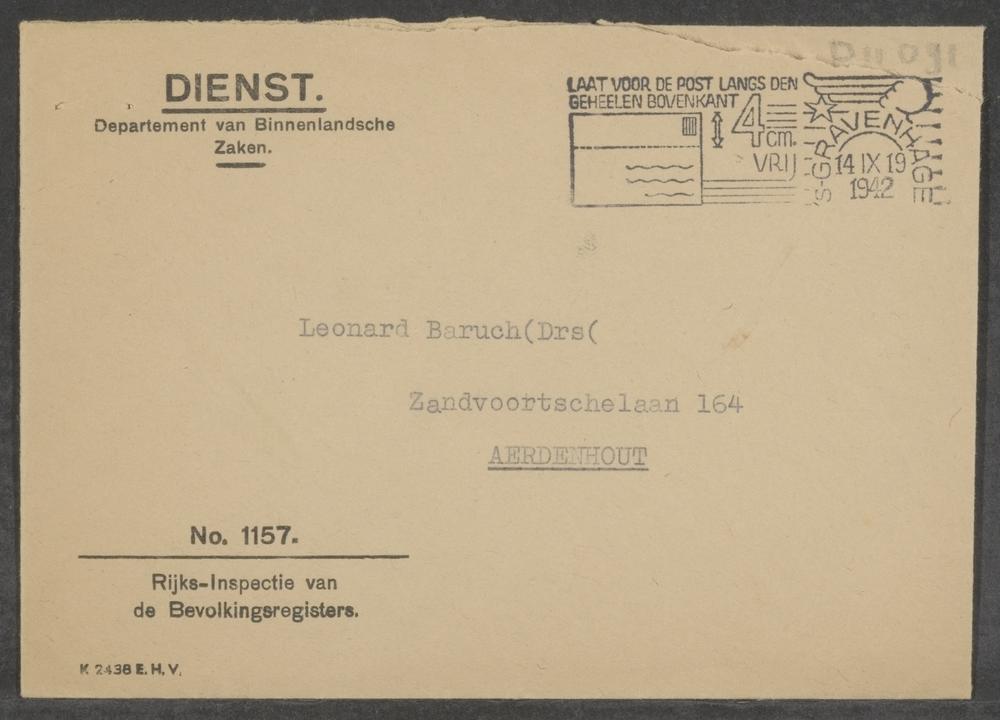 DIENST.
Departement van Binnenlandsche
Zaken.
LAAT VOOR DE POST LANGS DEN
GEHEELEN BOVENKANT 4 cm.
VRIJ
'S-GRAVENHAGE
14 IX 19
1942
Leonard Baruch(Drs(
Zandvoortschelaan 164
AERDENHOUT
No. 1157.
Rijks-Inspectie van
de Bevolkingsregisters.
K 2438 E. H. V.